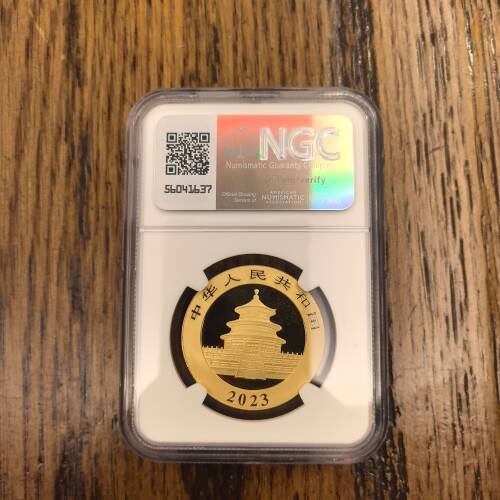 NGC
Numismatic Guaranty Company
56041637
Official Grading
Service of
AMERICAN
NUMISMATIC
ASSOCIATION
中华人民共和国
2023